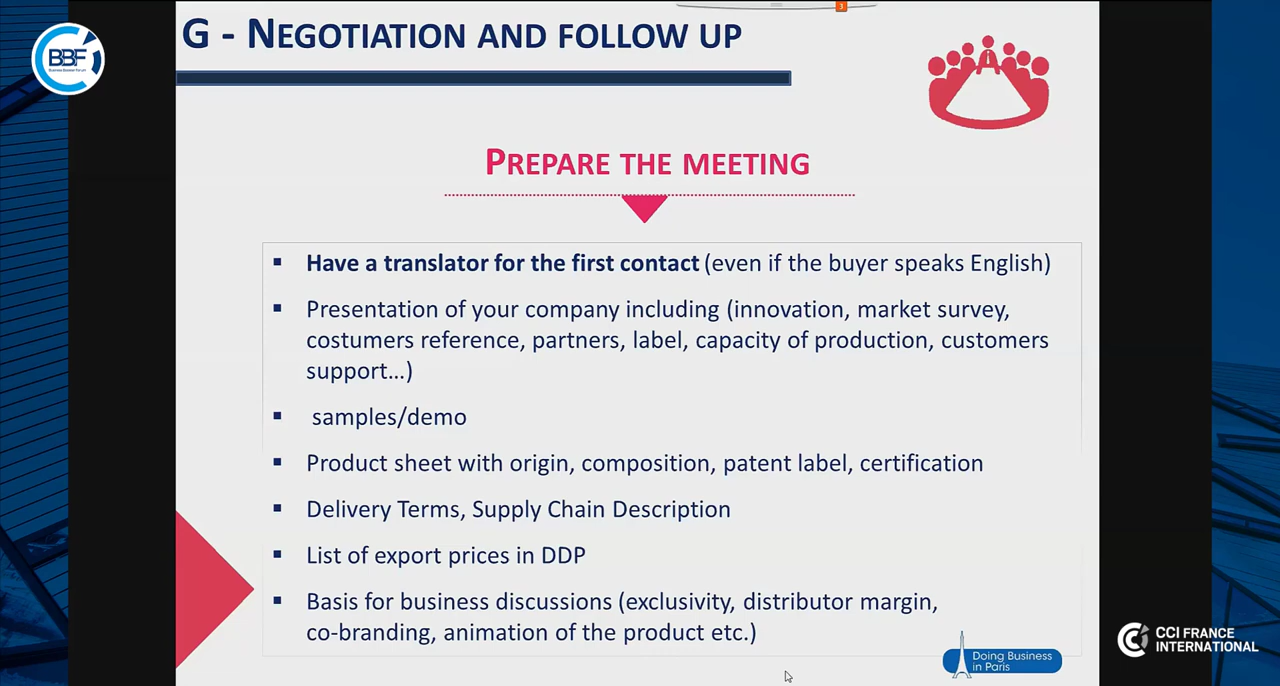 G - NEGOTIATION AND FOLLOW UP
BBF
3
PREPARE THE MEETING
▪ Have a translator for the first contact (even if the buyer speaks English)
▪ Presentation of your company including (innovation, market survey,
costumers reference, partners, label, capacity of production, customers
support...)
▪ samples/demo
▪ Product sheet with origin, composition, patent label, certification
▪ Delivery Terms, Supply Chain Description
▪ List of export prices in DDP
▪ Basis for business discussions (exclusivity, distributor margin,
co-branding, animation of the product etc.)
Doing Business
in Paris
CCI FRANCE
INTERNATIONAL